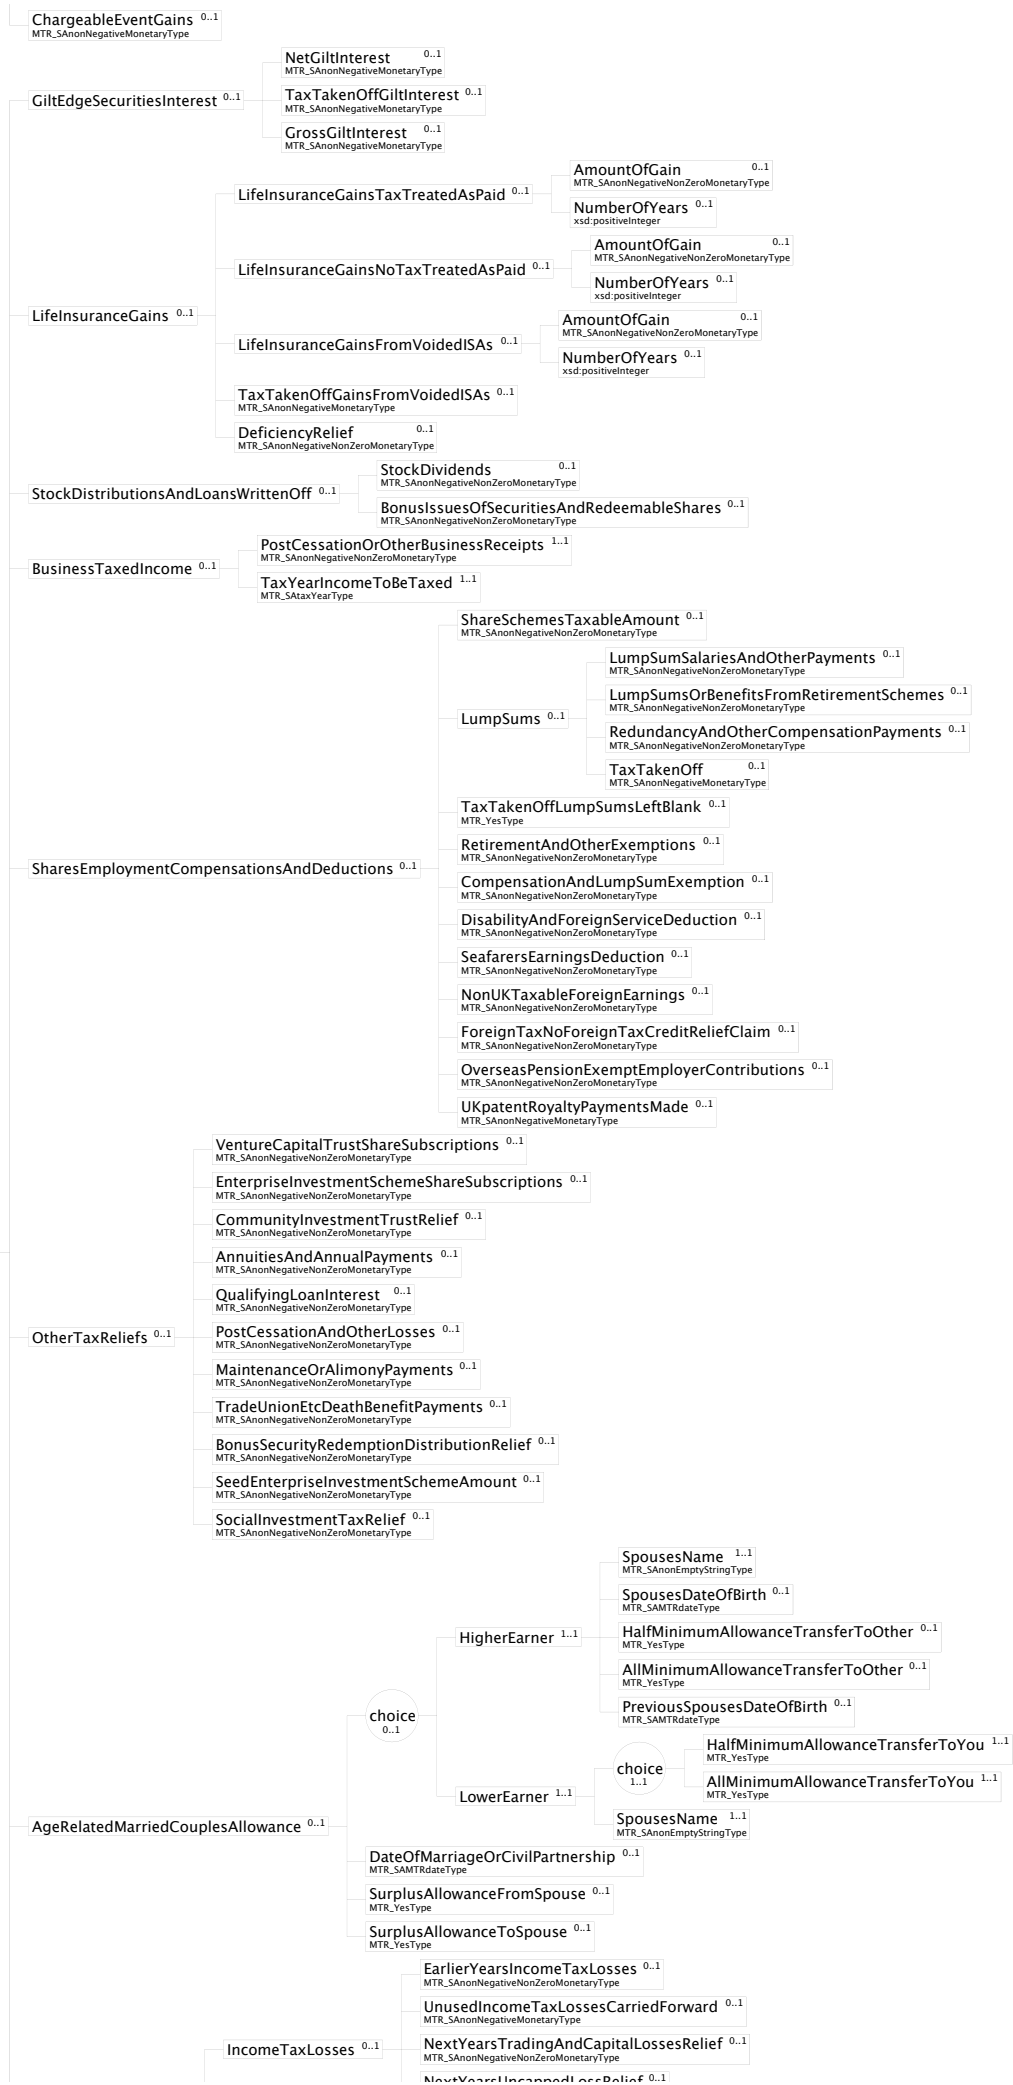 ChargeableEventGains 0..1
MTR_SAnonNegativeMonetaryType
GiltEdgeSecuritiesInterest 0..1
NetGiltInterest 0..1
MTR_SAnonNegativeMonetaryType
TaxTakenOffGiltInterest 0..1
MTR_SAnonNegativeMonetaryType
GrossGiltInterest 0..1
MTR_SAnonNegativeMonetaryType
LifeInsuranceGains 0..1
LifeInsuranceGainsTaxTreatedAsPaid 0..1
AmountOfGain 0..1
MTR_SAnonNegativeNonZeroMonetaryType
NumberOfYears 0..1
xsd:positiveInteger
LifeInsuranceGainsNoTaxTreatedAsPaid 0..1
AmountOfGain 0..1
MTR_SAnonNegativeNonZeroMonetaryType
NumberOfYears 0..1
xsd:positiveInteger
LifeInsuranceGainsFromVoidedISAs 0..1
AmountOfGain 0..1
MTR_SAnonNegativeNonZeroMonetaryType
NumberOfYears 0..1
xsd:positiveInteger
TaxTakenOffGainsFromVoidedISAs 0..1
MTR_SAnonNegativeMonetaryType
DeficiencyRelief 0..1
MTR_SAnonNegativeNonZeroMonetaryType
StockDistributionsAndLoansWrittenOff 0..1
StockDividends 0..1
MTR_SAnonNegativeNonZeroMonetaryType
BonusIssuesOfSecuritiesAndRedeemableShares 0..1
MTR_SAnonNegativeNonZeroMonetaryType
BusinessTaxedIncome 0..1
PostCessationOrOtherBusinessReceipts 1..1
MTR_SAnonNegativeNonZeroMonetaryType
TaxYearIncomeToBeTaxed 1..1
MTR_SAtaxYearType
SharesEmploymentCompensationsAndDeductions 0..1
ShareSchemesTaxableAmount 0..1
MTR_SAnonNegativeNonZeroMonetaryType
LumpSums 0..1
LumpSumSalariesAndOtherPayments 0..1
MTR_SAnonNegativeNonZeroMonetaryType
LumpSumsOrBenefitsFromRetirementSchemes 0..1
MTR_SAnonNegativeNonZeroMonetaryType
RedundancyAndOtherCompensationPayments 0..1
MTR_SAnonNegativeNonZeroMonetaryType
TaxTakenOff 0..1
MTR_SAnonNegativeMonetaryType
TaxTakenOffLumpSumsLeftBlank 0..1
MTR_YesType
RetirementAndOtherExemptions 0..1
MTR_SAnonNegativeNonZeroMonetaryType
CompensationAndLumpSumExemption 0..1
MTR_SAnonNegativeNonZeroMonetaryType
DisabilityAndForeignServiceDeduction 0..1
MTR_SAnonNegativeNonZeroMonetaryType
SeafarersEarningsDeduction 0..1
MTR_SAnonNegativeNonZeroMonetaryType
NonUKTaxableForeignEarnings 0..1
MTR_SAnonNegativeNonZeroMonetaryType
ForeignTaxNoForeignTaxCreditReliefClaim 0..1
MTR_SAnonNegativeNonZeroMonetaryType
OverseasPensionExemptEmployerContributions 0..1
MTR_SAnonNegativeNonZeroMonetaryType
UKpatentRoyaltyPaymentsMade 0..1
MTR_SAnonNegativeMonetaryType
OtherTaxReliefs 0..1
VentureCapitalTrustShareSubscriptions 0..1
MTR_SAnonNegativeNonZeroMonetaryType
EnterpriseInvestmentSchemeShareSubscriptions 0..1
MTR_SAnonNegativeNonZeroMonetaryType
CommunityInvestmentTrustRelief 0..1
MTR_SAnonNegativeNonZeroMonetaryType
AnnuitiesAndAnnualPayments 0..1
MTR_SAnonNegativeNonZeroMonetaryType
QualifyingLoanInterest 0..1
MTR_SAnonNegativeNonZeroMonetaryType
PostCessationAndOtherLosses 0..1
MTR_SAnonNegativeNonZeroMonetaryType
MaintenanceOrAlimonyPayments 0..1
MTR_SAnonNegativeNonZeroMonetaryType
TradeUnionEtcDeathBenefitPayments 0..1
MTR_SAnonNegativeNonZeroMonetaryType
BonusSecurityRedemptionDistributionRelief 0..1
MTR_SAnonNegativeNonZeroMonetaryType
SeedEnterpriseInvestmentSchemeAmount 0..1
MTR_SAnonNegativeNonZeroMonetaryType
SocialInvestmentTaxRelief 0..1
MTR_SAnonNegativeNonZeroMonetaryType
AgeRelatedMarriedCouplesAllowance 0..1
choice
0..1
HigherEarner 1..1
SpousesName 1..1
MTR_SAnonEmptyStringType
SpousesDateOfBirth 0..1
MTR_SAMTRdateType
HalfMinimumAllowanceTransferToOther 0..1
MTR_YesType
AllMinimumAllowanceTransferToOther 0..1
MTR_YesType
PreviousSpousesDateOfBirth 0..1
MTR_SAMTRdateType
LowerEarner 1..1
choice
1..1
HalfMinimumAllowanceTransferToYou 1..1
MTR_YesType
AllMinimumAllowanceTransferToYou 1..1
MTR_YesType
SpousesName 1..1
MTR_SAnonEmptyStringType
DateOfMarriageOrCivilPartnership 0..1
MTR_SAMTRdateType
SurplusAllowanceFromSpouse 0..1
MTR_YesType
SurplusAllowanceToSpouse 0..1
MTR_YesType
IncomeTaxLosses 0..1
EarlierYearsIncomeTaxLosses 0..1
MTR_SAnonNegativeNonZeroMonetaryType
UnusedIncomeTaxLossesCarriedForward 0..1
MTR_SAnonNegativeMonetaryType
NextYearsTradingAndCapitalLossesRelief 0..1
MTR_SAnonNegativeNonZeroMonetaryType
NextYearsUncappedLossRelief 0..1